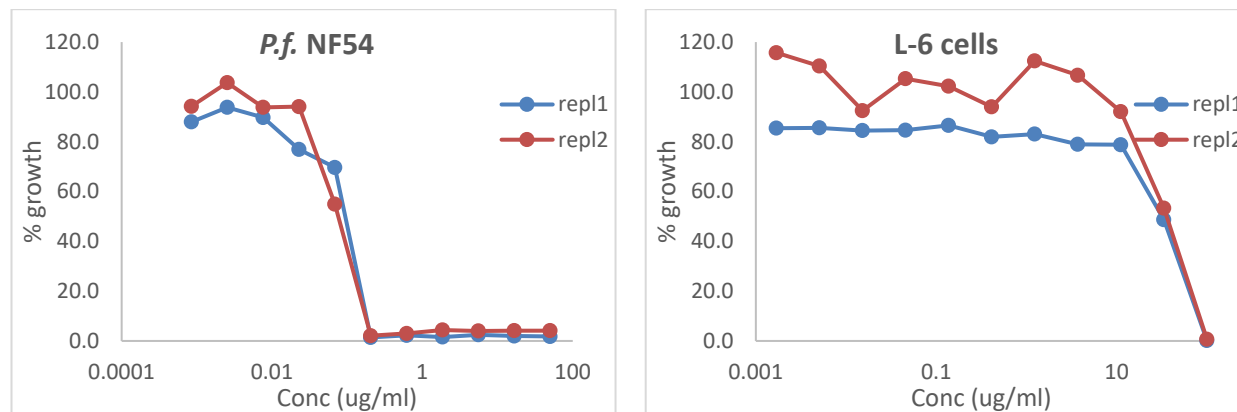 P.f. NF54
120.0
100.0
80.0
60.0
40.0
20.0
0.0
% growth
0.0001
0.01
1
100
Conc (ug/ml)
repl1
repl2
L-6 cells
120.0
100.0
80.0
60.0
40.0
20.0
0.0
% growth
0.001
0.1
10
Conc (ug/ml)
repl1
repl2